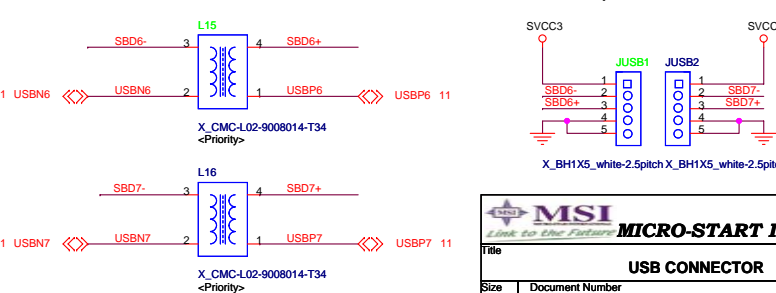 L15
SBD6- 3 4 SBD6+
1 USBN6 USBN6 2 1 USBP6 USBP6 11
X_CMC-L02-9008014-T34
<Priority>
L16
SBD7- 3 4 SBD7+
1 USBN7 USBN7 2 1 USBP7 USBP7 11
X_CMC-L02-9008014-T34
<Priority>
SVCC3 SVCC
JUSB1 JUSB2
1 1
SBD6- 2 2 SBD7-
SBD6+ 3 3 SBD7+
4 4
5 5
X_BH1X5_white-2.5pitch X_BH1X5_white-2.5pit
MSI MSI
Link to the Future MICRO-START
Title
USB CONNECTOR
Size Document Number